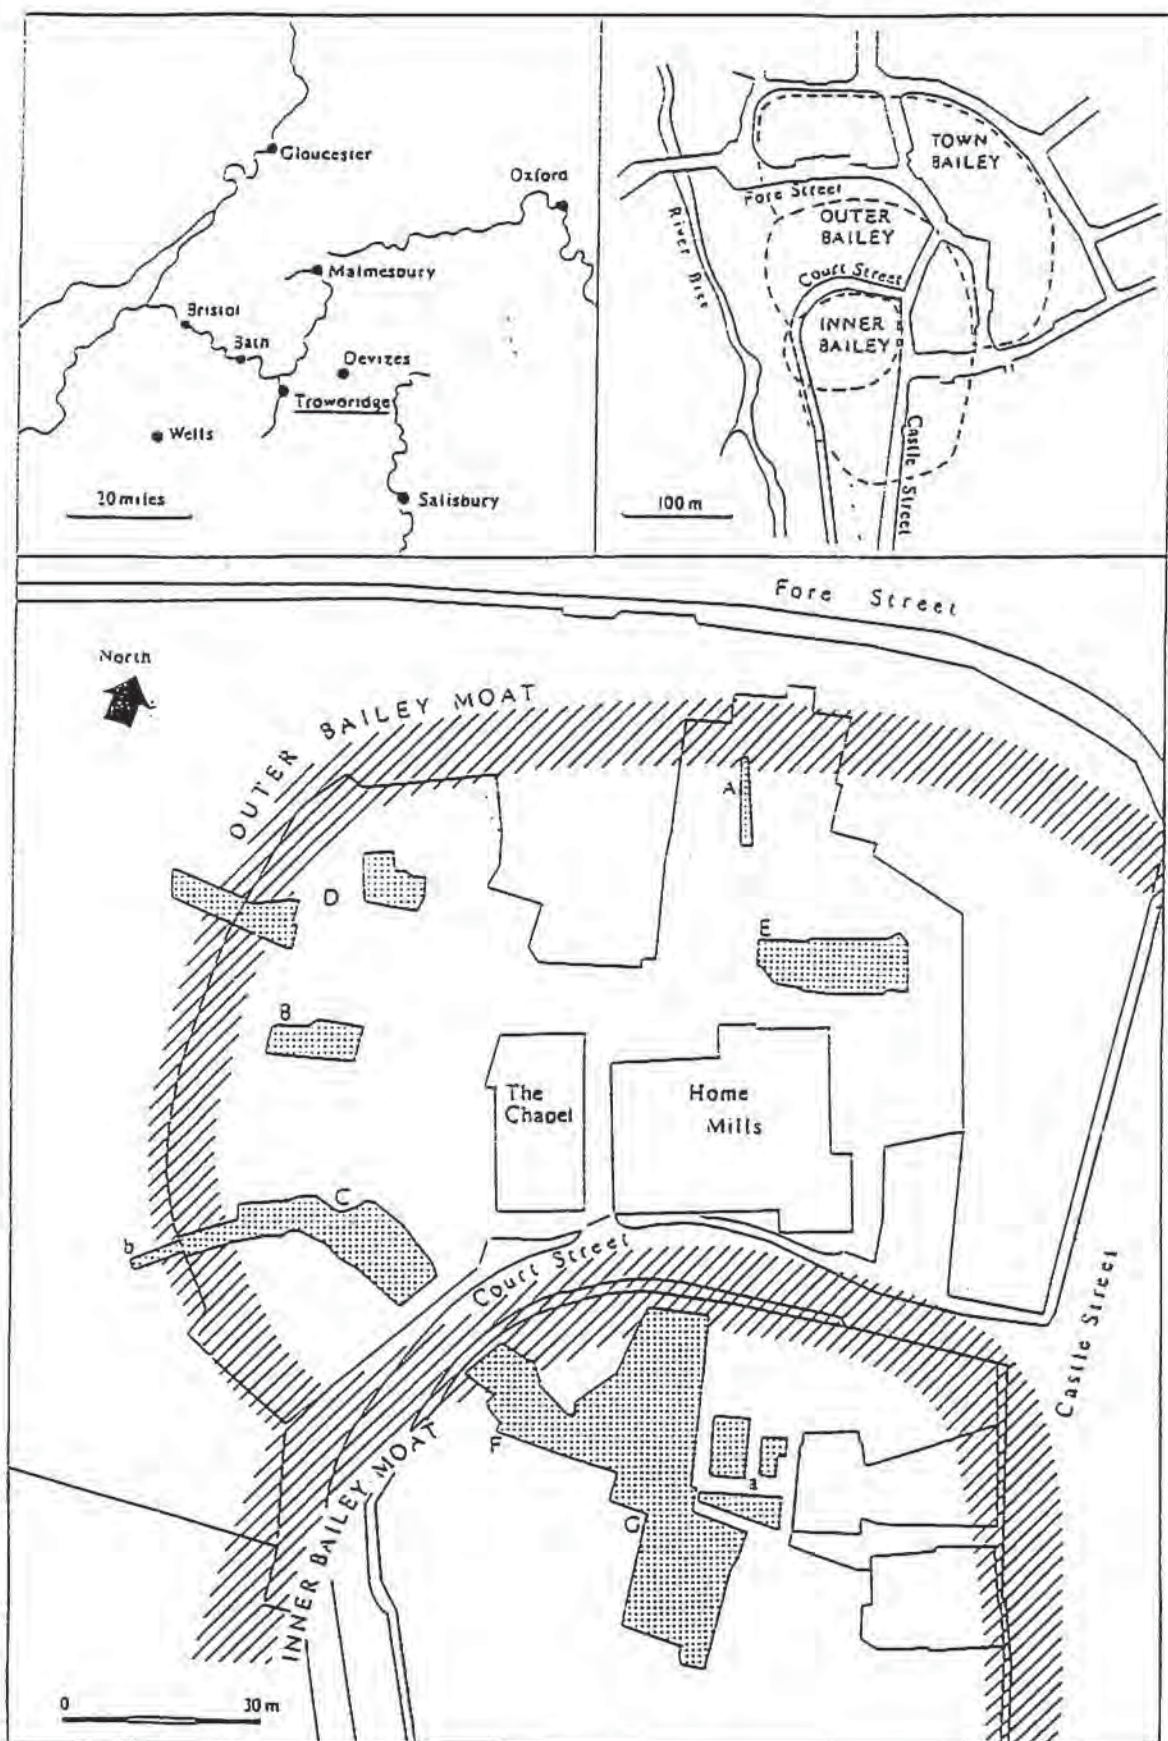 Gloucester
Oxford
Malmesbury
Bristol
Bath
Devizes
Trowbridge
Wells
Salisbury
20 miles
TOWN
BAILEY
Fore Street
OUTER
BAILEY
River Biss
Court Street
INNER
BAILEY
Castle Street
100 m
Fore Street
North
OUTER BAILEY MOAT
A
D
E
B
The
Chapel
Home
Mills
C
b
Court Street
Castle Street
F
a
G
INNER BAILEY MOAT
0 30 m